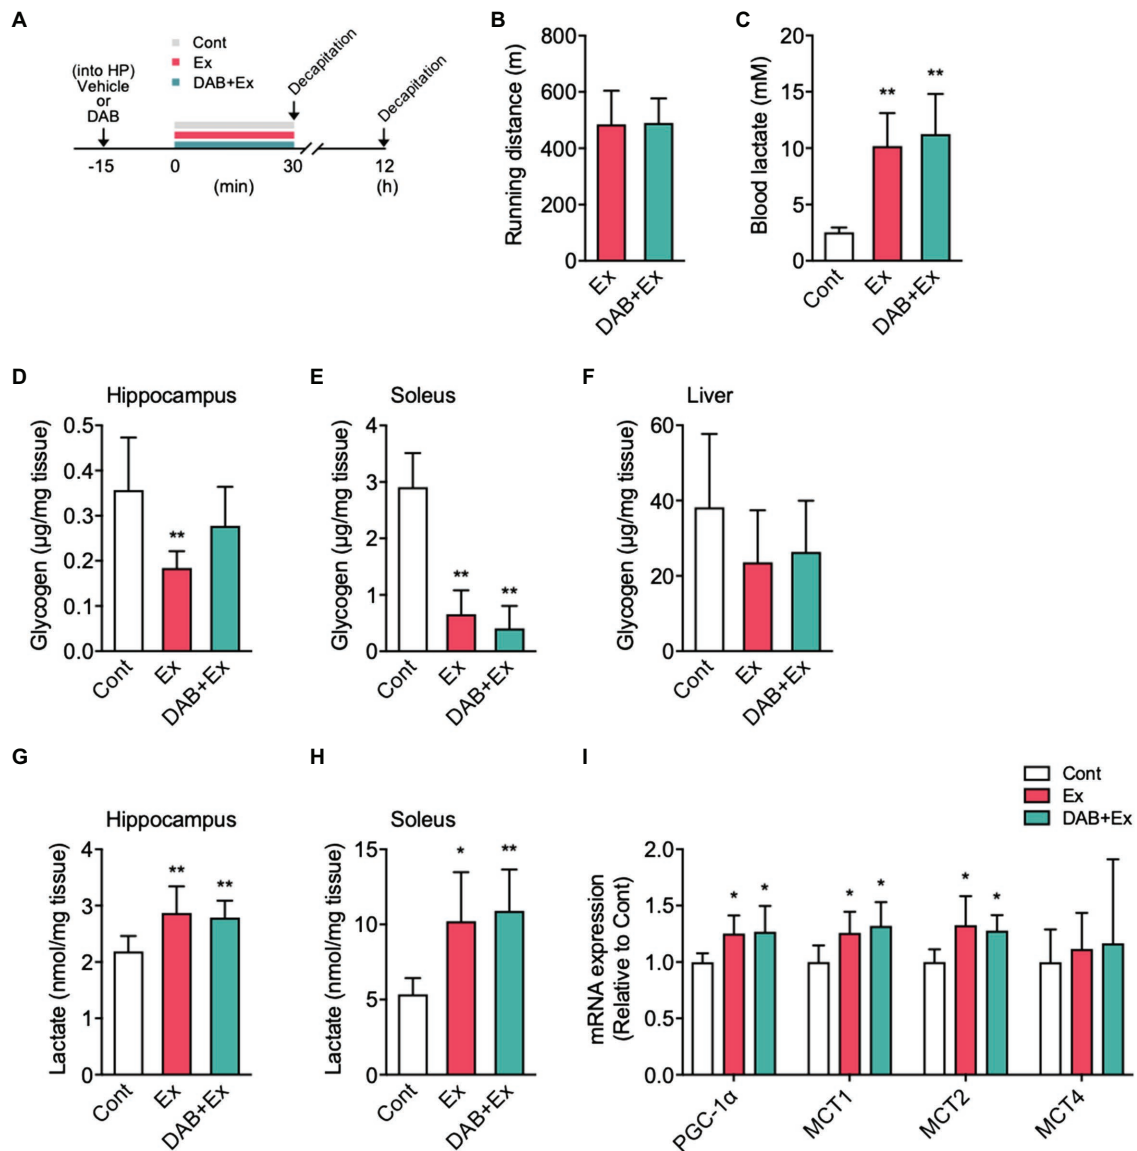 A
Cont
Ex
DAB+Ex
(into HP)
Vehicle
or
DAB
Decapitation
Decapitation
-15
0
30
12
(min)
(h)
B
Running distance (m)
800
600
400
200
0
Ex
DAB+Ex
C
Blood lactate (mM)
20
15
10
5
0
**
**
Cont
Ex
DAB+Ex
D
Hippocampus
Glycogen (μg/mg tissue)
0.5
0.4
0.3
0.2
0.1
0.0
**
Cont
Ex
DAB+Ex
E
Soleus
Glycogen (μg/mg tissue)
4
3
2
1
0
**
**
Cont
Ex
DAB+Ex
F
Liver
Glycogen (μg/mg tissue)
60
40
20
0
Cont
Ex
DAB+Ex
G
Hippocampus
Lactate (nmol/mg tissue)
4
3
2
1
0
**
**
Cont
Ex
DAB+Ex
H
Soleus
Lactate (nmol/mg tissue)
15
10
5
0
*
**
Cont
Ex
DAB+Ex
I
Cont
Ex
DAB+Ex
mRNA expression
(Relative to Cont)
2.0
1.5
1.0
0.5
0.0
* *
* *
* *
PGC-1α
MCT1
MCT2
MCT4